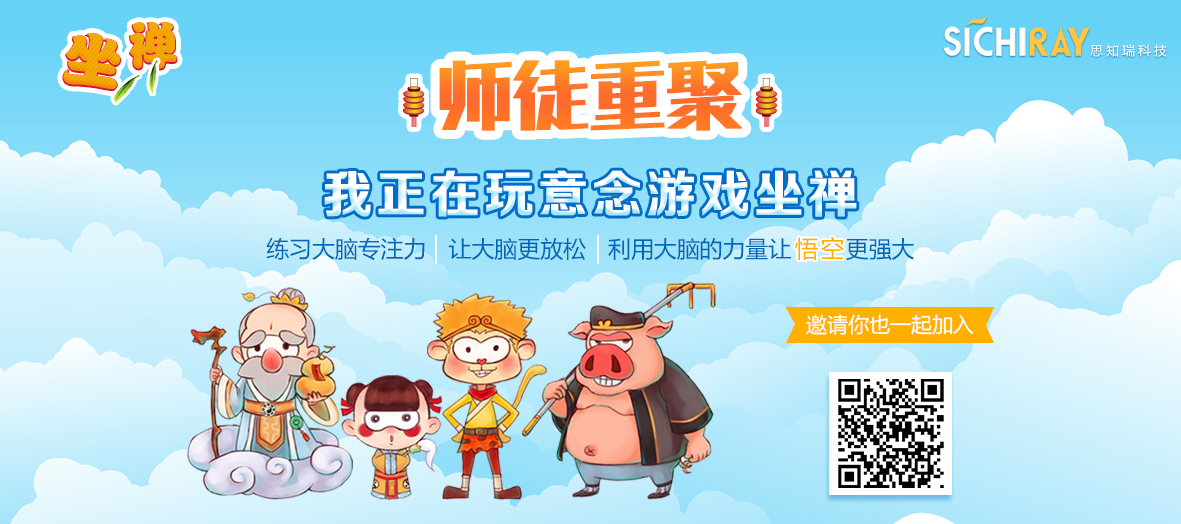 坐禅
SICHIRAY 思知瑞科技
师徒重聚
我正在玩意念游戏坐禅
练习大脑专注力 | 让大脑更放松 | 利用大脑的力量让悟空更强大
邀请你也一起加入